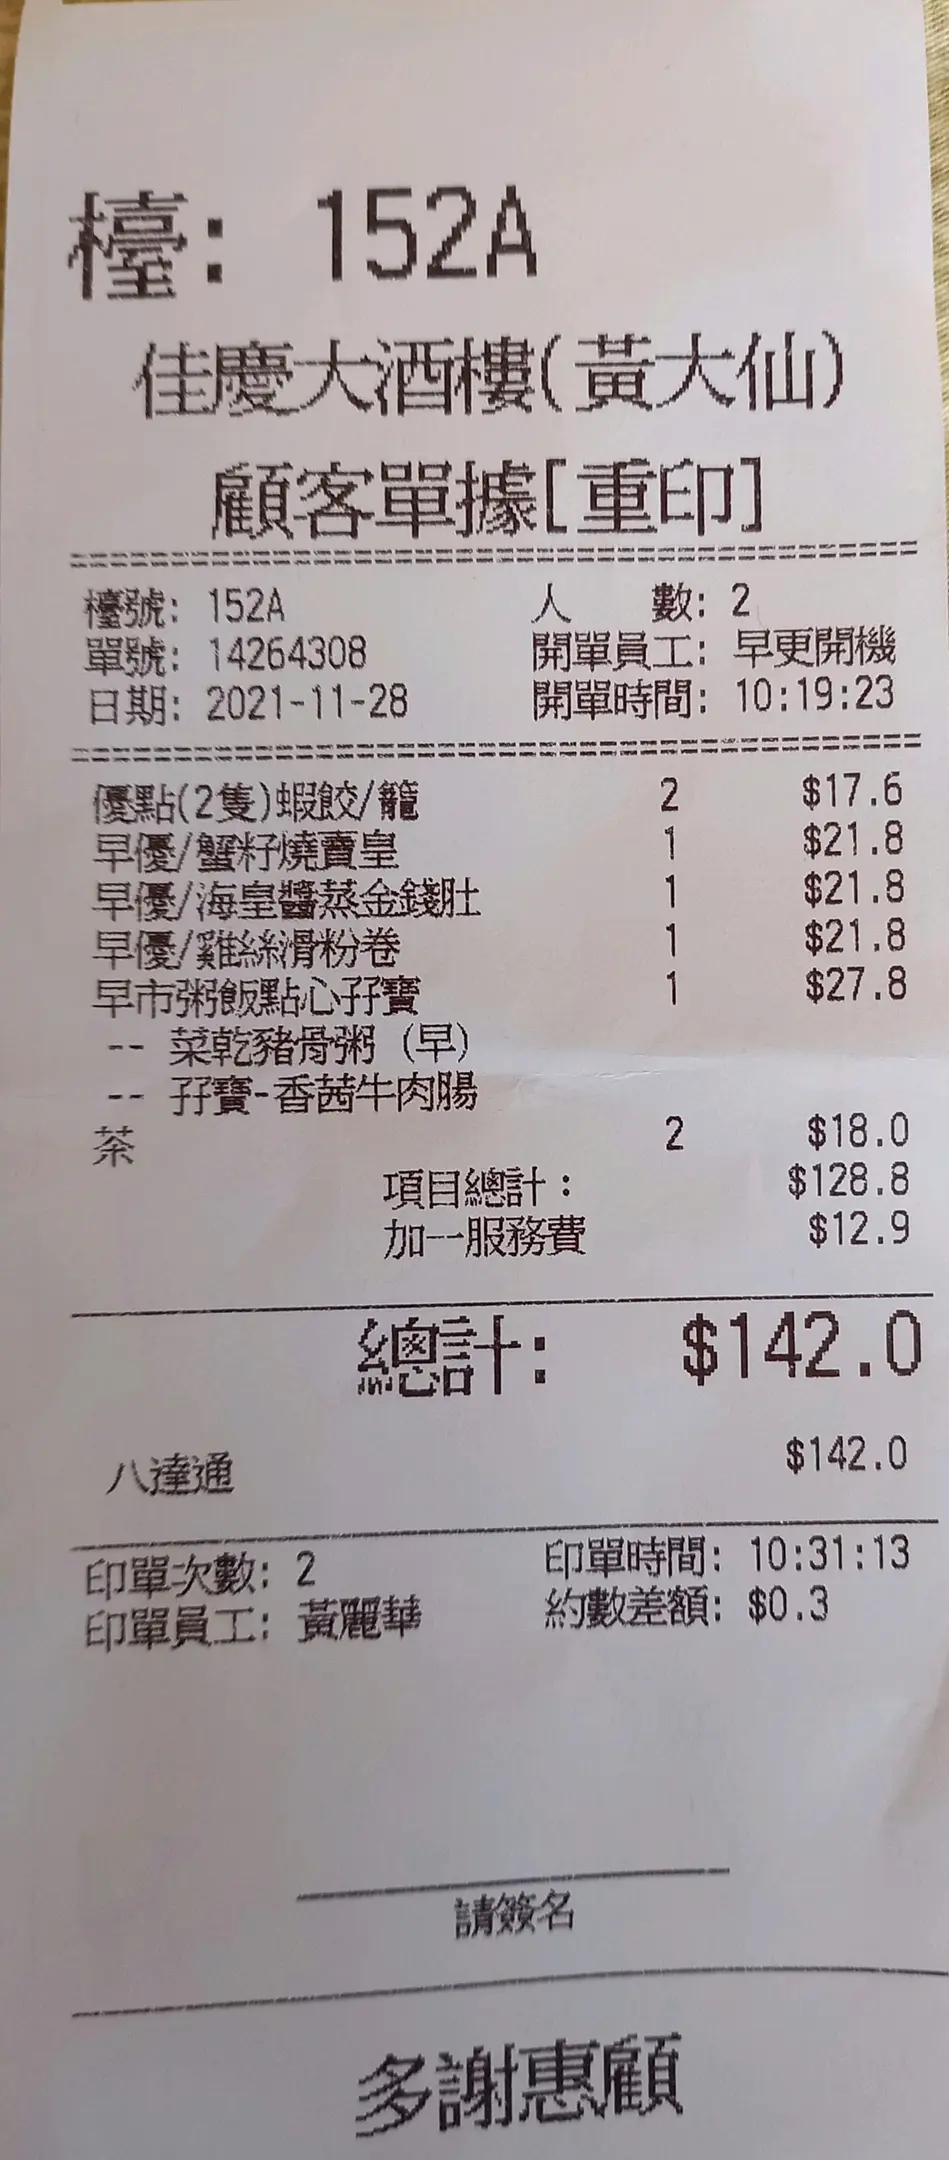 檯: 152A
佳慶大酒樓(黃大仙)
顧客單據[重印]
檯號: 152A 人 數: 2
單號: 14264308 開單員工: 早更開機
日期: 2021-11-28 開單時間: 10:19:23
優點(2隻)蝦餃/籠 2 $17.6
早優/蟹籽燒賣皇 1 $21.8
早優/海皇醬蒸金錢肚 1 $21.8
早優/雞絲滑粉卷 1 $21.8
早市粥飯點心孖寶 1 $27.8
-- 菜乾豬骨粥 (早)
-- 孖寶-香茜牛肉腸
茶 2 $18.0
項目總計: $128.8
加一服務費 $12.9
總計: $142.0
八達通 $142.0
印單次數: 2 印單時間: 10:31:13
印單員工: 黃麗華 約數差額: $0.3
請簽名
多謝惠顧